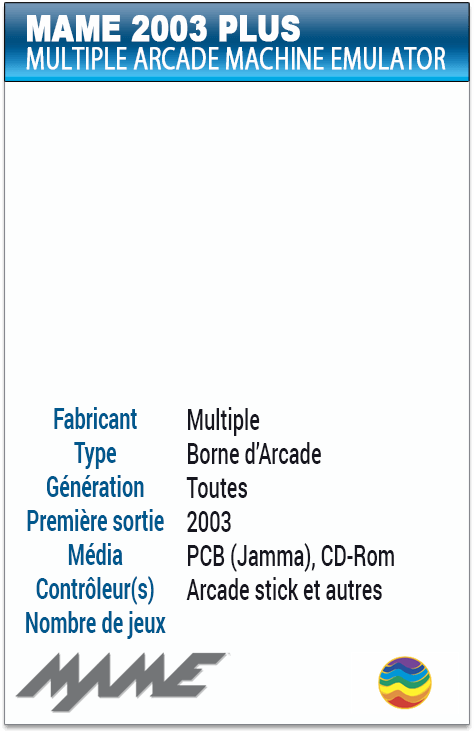 MAME 2003 PLUS
MULTIPLE ARCADE MACHINE EMULATOR
Fabricant Multiple
Type Borne d’Arcade
Génération Toutes
Première sortie 2003
Média PCB (Jamma), CD-Rom
Contrôleur(s) Arcade stick et autres
Nombre de jeux
MAME